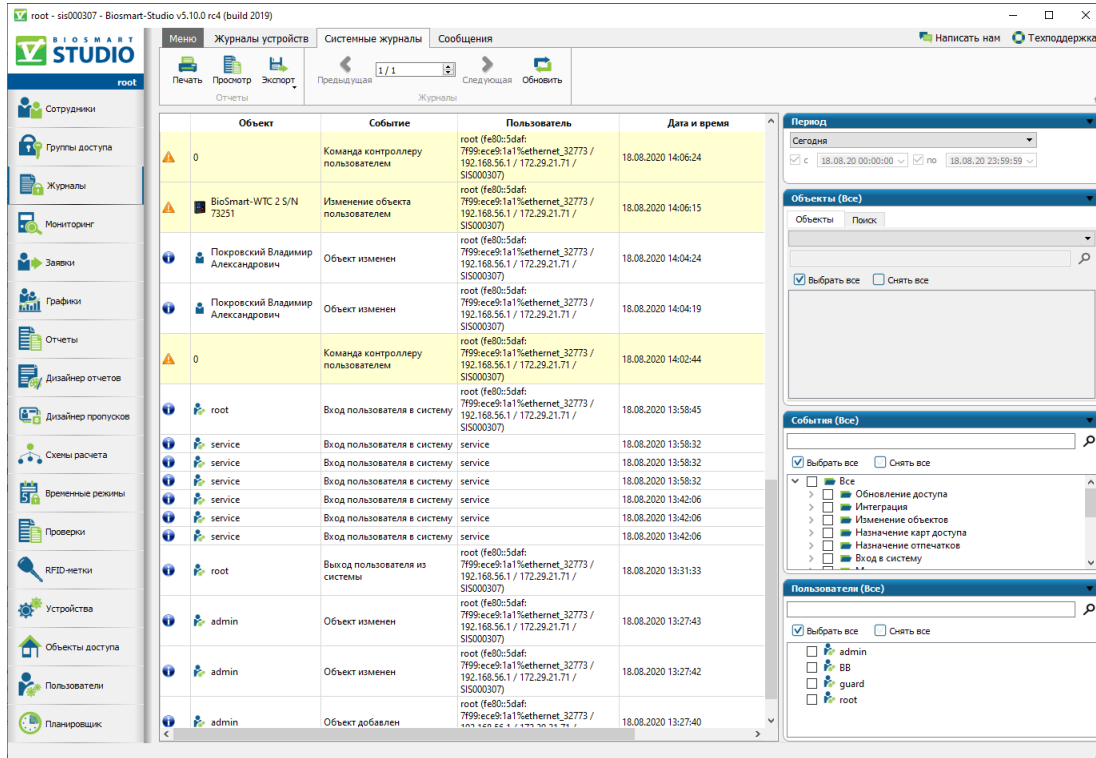 root - sis000307 - Biosmart-Studio v5.10.0 rc4 (build 2019)
BIOSMART
STUDIO
root
Меню Журналы устройств Системные журналы Сообщения
Написать нам Техподдержка
Печать Просмотр Экспорт
Отчеты
Предыдущая 1 / 1 Следующая Обновить
Журналы
Сотрудники
Группы доступа
Журналы
Мониторинг
Заявки
Графики
Отчеты
Дизайнер отчетов
Дизайнер пропусков
Схемы расчета
Временные режимы
Проверки
RFID-метки
Устройства
Объекты доступа
Пользователи
Планировщик
Объект Событие Пользователь Дата и время
0 Команда контроллеру пользователем root (fe80::5daf:7f99:ece9:1a1%ethernet_32773 / 192.168.56.1 / 172.29.21.71 / SIS000307) 18.08.2020 14:06:24
BioSmart-WTC 2 S/N 73251 Изменение объекта пользователем root (fe80::5daf:7f99:ece9:1a1%ethernet_32773 / 192.168.56.1 / 172.29.21.71 / SIS000307) 18.08.2020 14:06:15
Покровский Владимир Александрович Объект изменен root (fe80::5daf:7f99:ece9:1a1%ethernet_32773 / 192.168.56.1 / 172.29.21.71 / SIS000307) 18.08.2020 14:04:24
Покровский Владимир Александрович Объект изменен root (fe80::5daf:7f99:ece9:1a1%ethernet_32773 / 192.168.56.1 / 172.29.21.71 / SIS000307) 18.08.2020 14:04:19
0 Команда контроллеру пользователем root (fe80::5daf:7f99:ece9:1a1%ethernet_32773 / 192.168.56.1 / 172.29.21.71 / SIS000307) 18.08.2020 14:02:44
root Вход пользователя в систему root (fe80::5daf:7f99:ece9:1a1%ethernet_32773 / 192.168.56.1 / 172.29.21.71 / SIS000307) 18.08.2020 13:58:45
service Вход пользователя в систему service 18.08.2020 13:58:32
service Вход пользователя в систему service 18.08.2020 13:58:32
service Вход пользователя в систему service 18.08.2020 13:58:32
service Вход пользователя в систему service 18.08.2020 13:42:06
service Вход пользователя в систему service 18.08.2020 13:42:06
service Вход пользователя в систему service 18.08.2020 13:42:06
root Выход пользователя из системы root (fe80::5daf:7f99:ece9:1a1%ethernet_32773 / 192.168.56.1 / 172.29.21.71 / SIS000307) 18.08.2020 13:31:33
admin Объект изменен root (fe80::5daf:7f99:ece9:1a1%ethernet_32773 / 192.168.56.1 / 172.29.21.71 / SIS000307) 18.08.2020 13:27:43
admin Объект изменен root (fe80::5daf:7f99:ece9:1a1%ethernet_32773 / 192.168.56.1 / 172.29.21.71 / SIS000307) 18.08.2020 13:27:42
admin Объект добавлен root (fe80::5daf:7f99:ece9:1a1%ethernet_32773 / 18.08.2020 13:27:40
Период
Сегодня
с 18.08.20 00:00:00 по 18.08.20 23:59:59
Объекты (Все)
Объекты Поиск
Выбрать все Снять все
События (Все)
Выбрать все Снять все
Все
Обновление доступа
Интеграция
Изменение объектов
Назначение карт доступа
Назначение отпечатков
Вход в систему
Пользователи (Все)
Выбрать все Снять все
admin
BB
guard
root